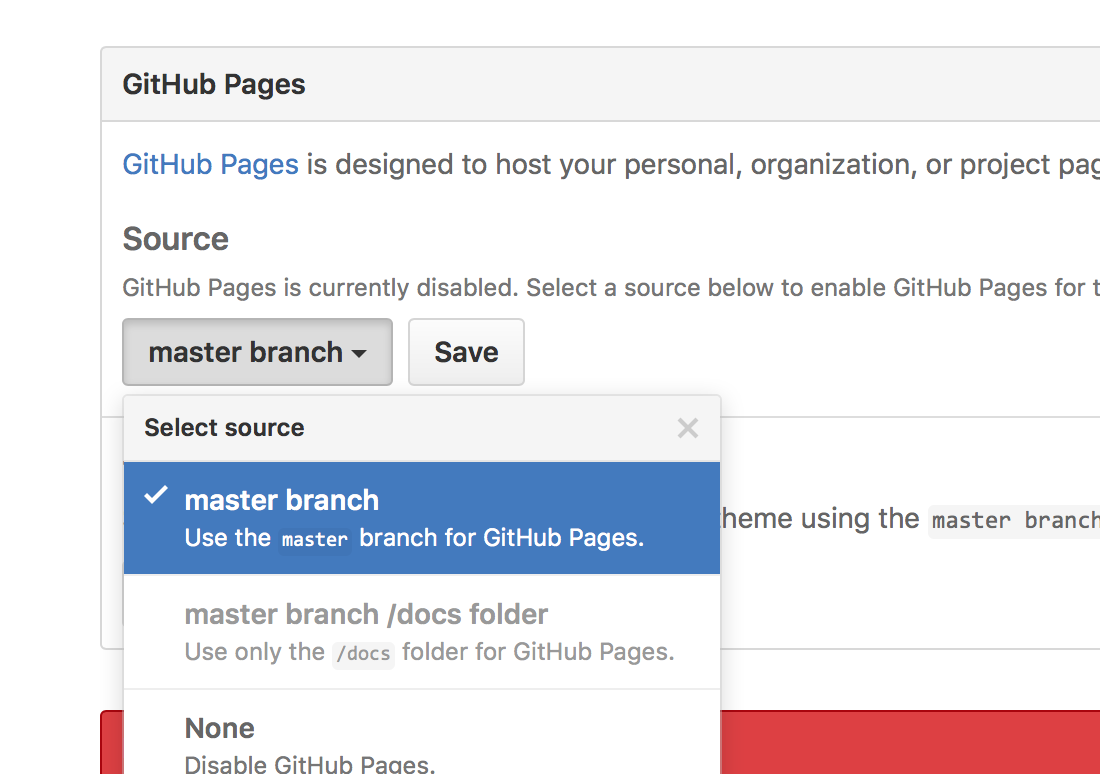 GitHub Pages
GitHub Pages is designed to host your personal, organization, or project
Source
GitHub Pages is currently disabled. Select a source below to enable GitHub Pages for
master branch
Save
Select source
master branch
Use the master branch for GitHub Pages.
theme using the master branch
master branch /docs folder
Use only the /docs folder for GitHub Pages.
None
Disable GitHub Pages.